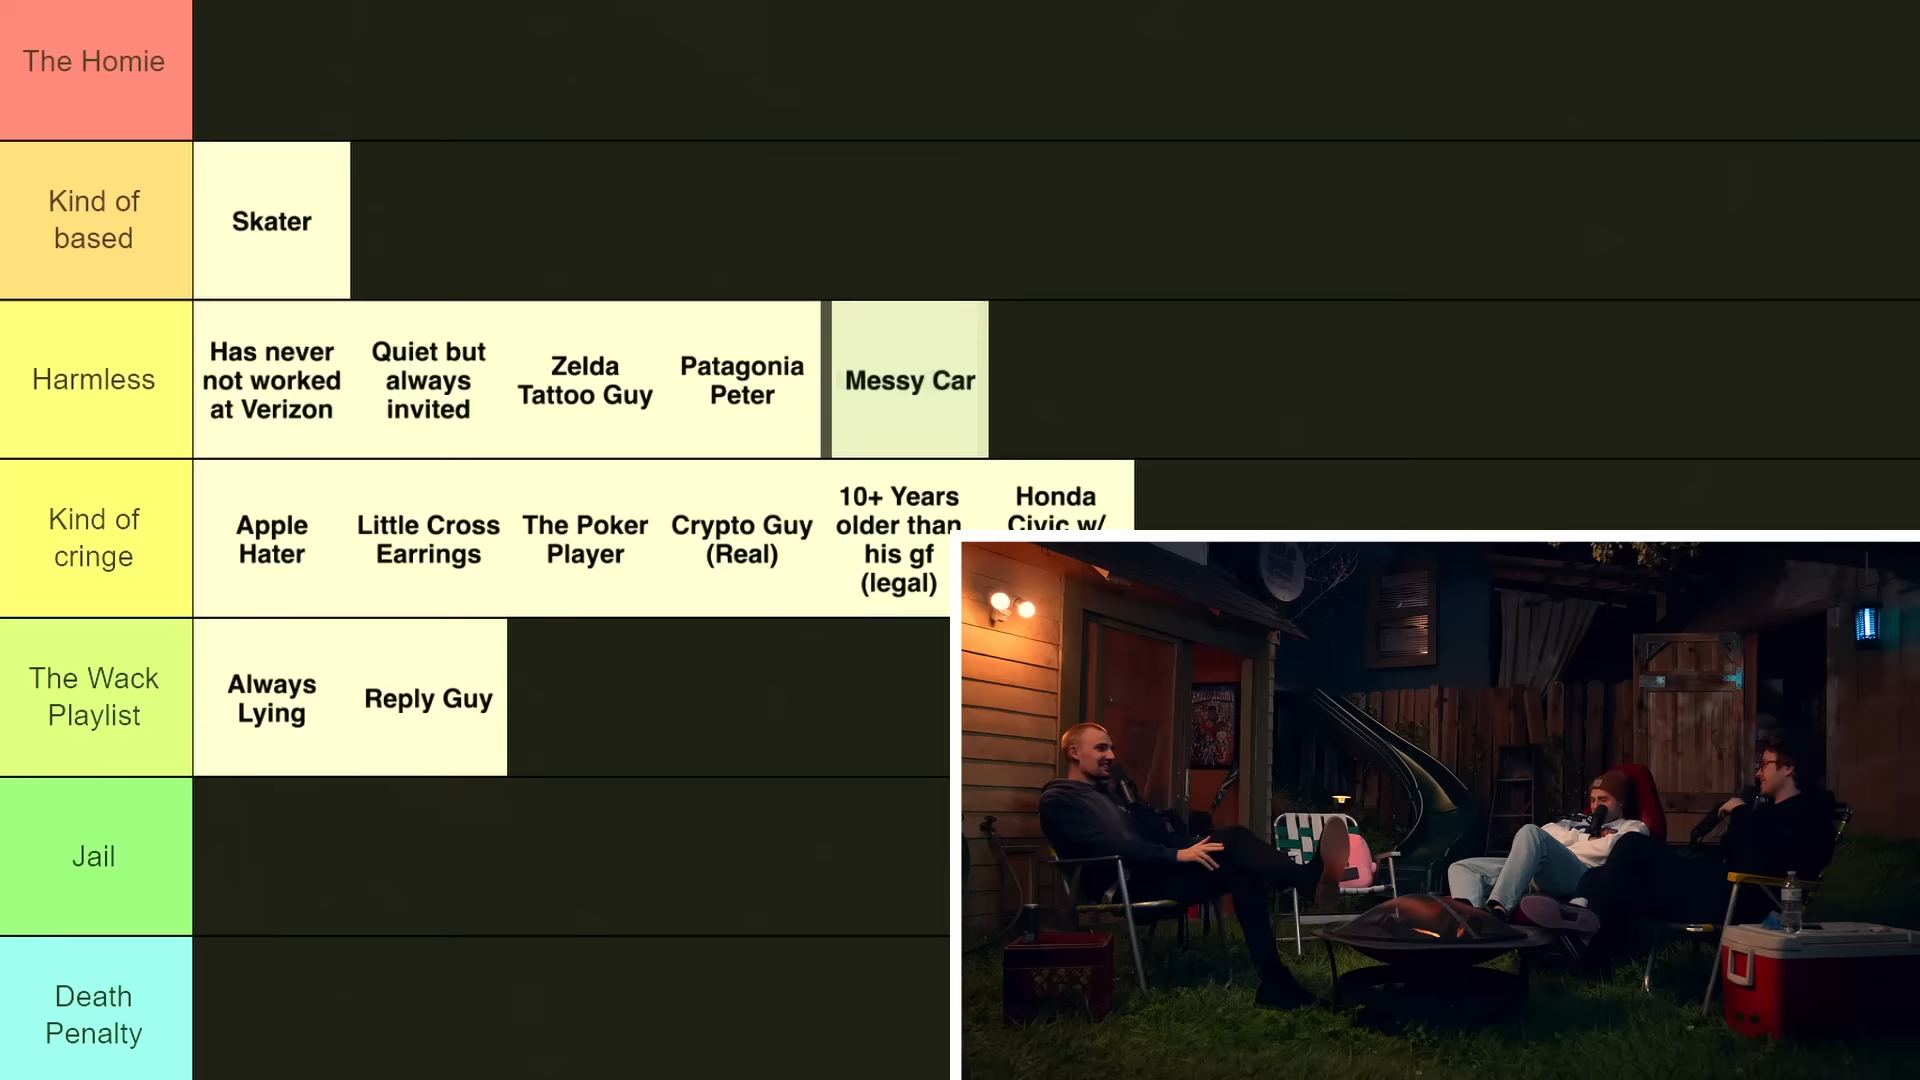 The Homie
Kind of
based
Skater
Harmless
Has never
not worked
at Verizon
Quiet but
always
invited
Zelda
Tattoo Guy
Patagonia
Peter
Messy Car
Kind of
cringe
Apple
Hater
Little Cross
Earrings
The Poker
Player
Crypto Guy
(Real)
10+ Years
older than
his gf
(legal)
Honda
Civic w/
The Wack
Playlist
Always
Lying
Reply Guy
Jail
Death
Penalty